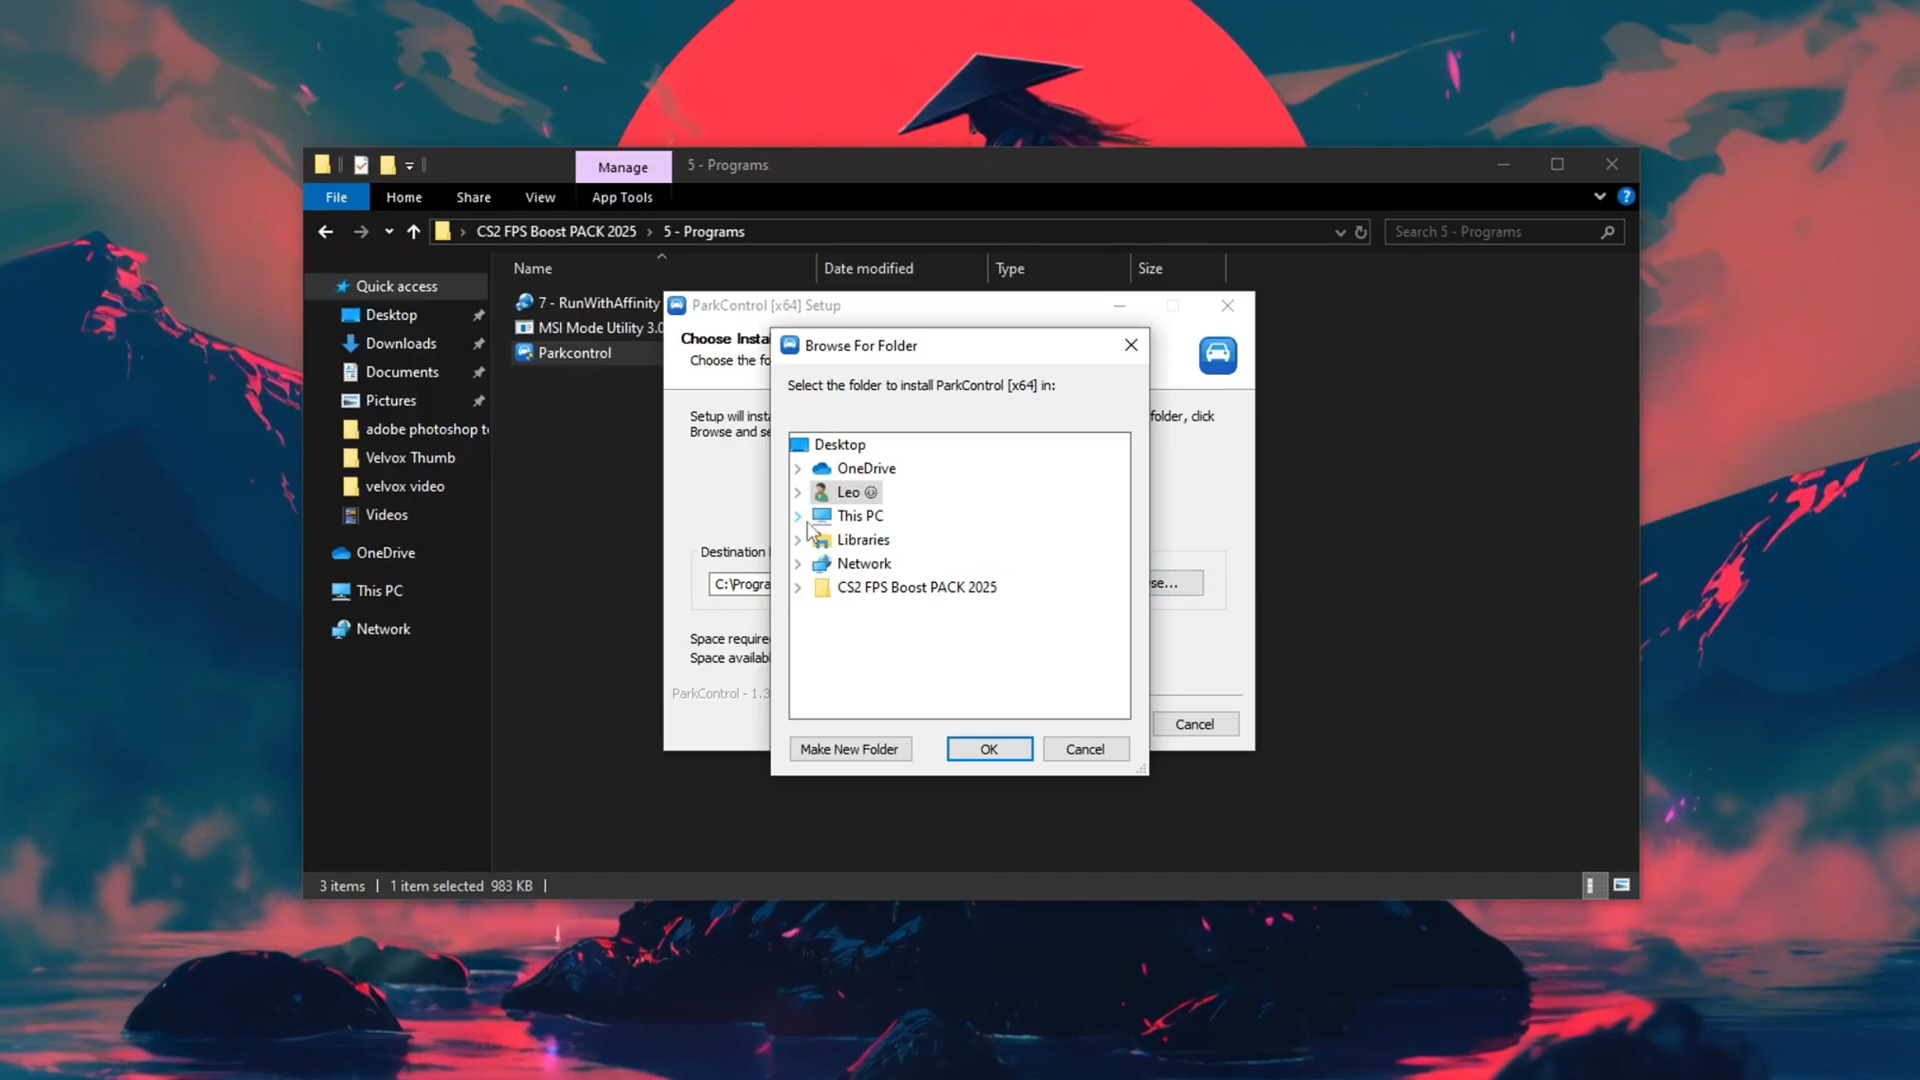 Manage
5 - Programs
File
Home
Share
View
App Tools
CS2 FPS Boost PACK 2025 › 5 - Programs
Search 5 - Programs
Name
Date modified
Type
Size
Quick access
Desktop
Downloads
Documents
Pictures
adobe photoshop t
Velvox Thumb
velvox video
Videos
OneDrive
This PC
Network
7 - RunWithAffinity
MSI Mode Utility 3.0
Parkcontrol
ParkControl [x64] Setup
Choose Insta
Choose the fo
Setup will insta
folder, click
Browse and se
Destination
C:\Progra
se...
Space require
Space availab
ParkControl - 1.3
Cancel
Browse For Folder
Select the folder to install ParkControl [x64] in:
Desktop
OneDrive
Leo
This PC
Libraries
Network
CS2 FPS Boost PACK 2025
Make New Folder
OK
Cancel
3 items
1 item selected 983 KB